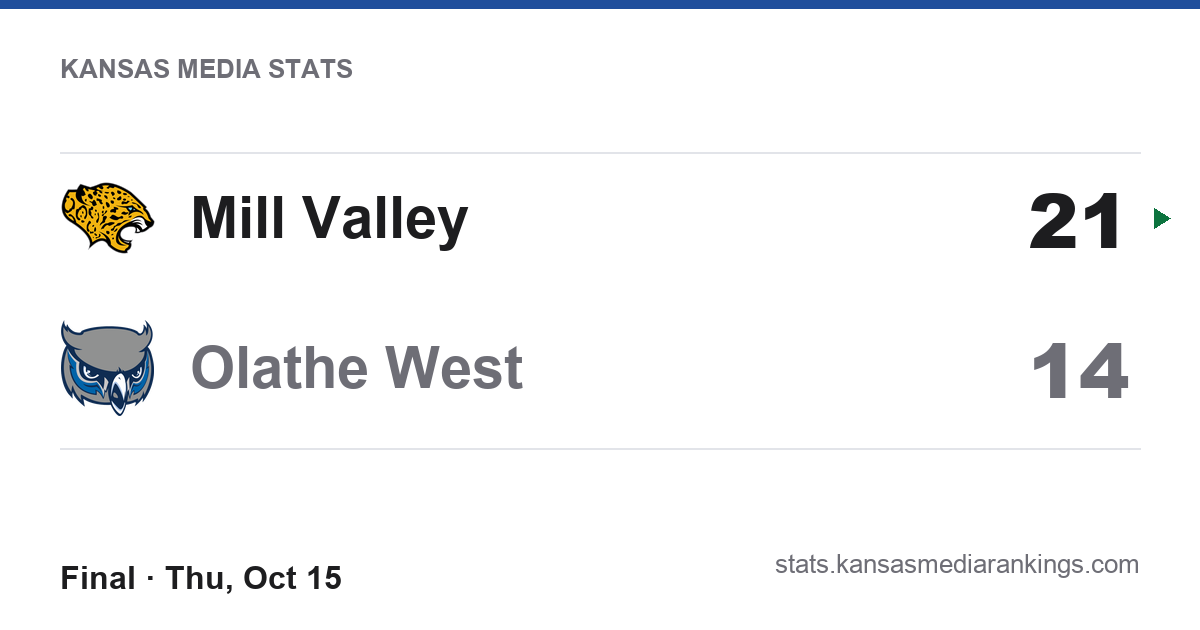 KANSAS MEDIA STATS
Mill Valley 21
Olathe West 14
Final · Thu, Oct 15
stats.kansasmediarankings.com